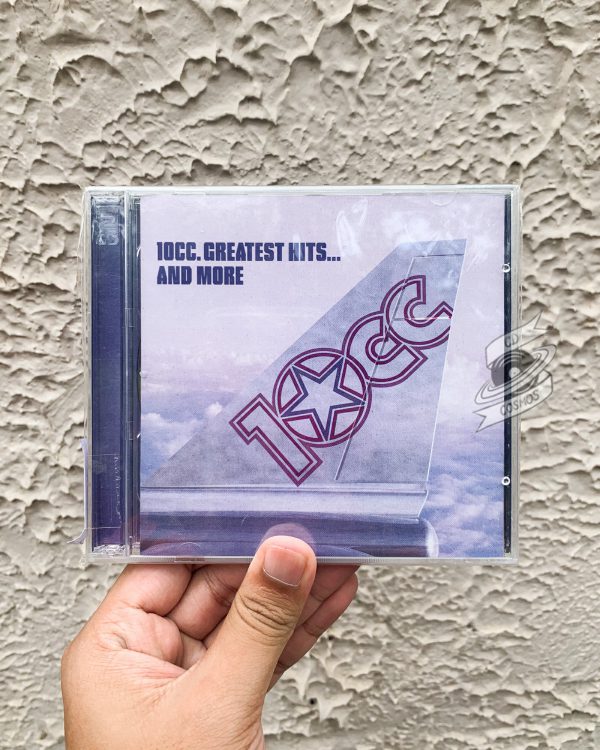 10CC. GREATEST HITS...
AND MORE
10CC
CD
COSMOS